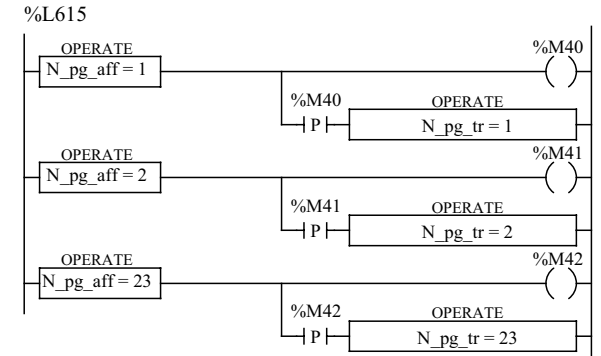 %L615
OPERATE %M40
N_pg_aff = 1 ( )
%M40 OPERATE
P N_pg_tr = 1
OPERATE %M41
N_pg_aff = 2 ( )
%M41 OPERATE
P N_pg_tr = 2
OPERATE %M42
N_pg_aff = 23 ( )
%M42 OPERATE
P N_pg_tr = 23